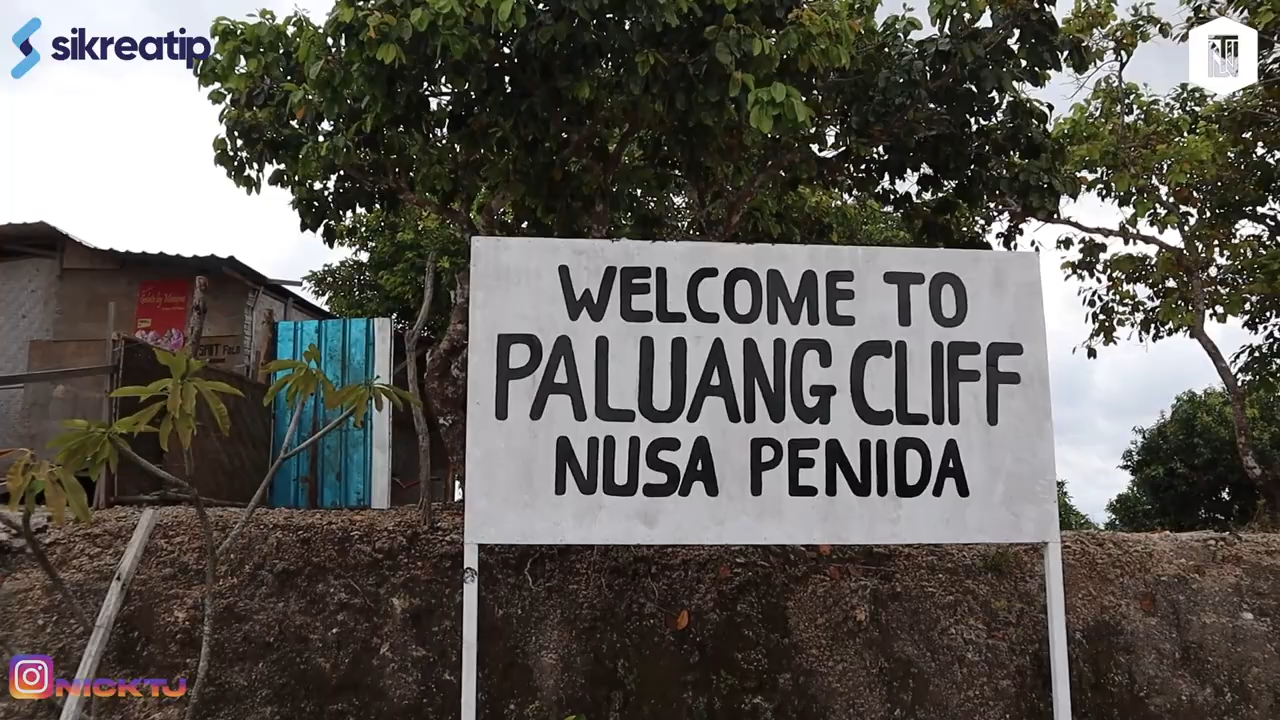 sikreatip
WELCOME TO
PALUANG CLIFF
NUSA PENIDA
NICKTJ